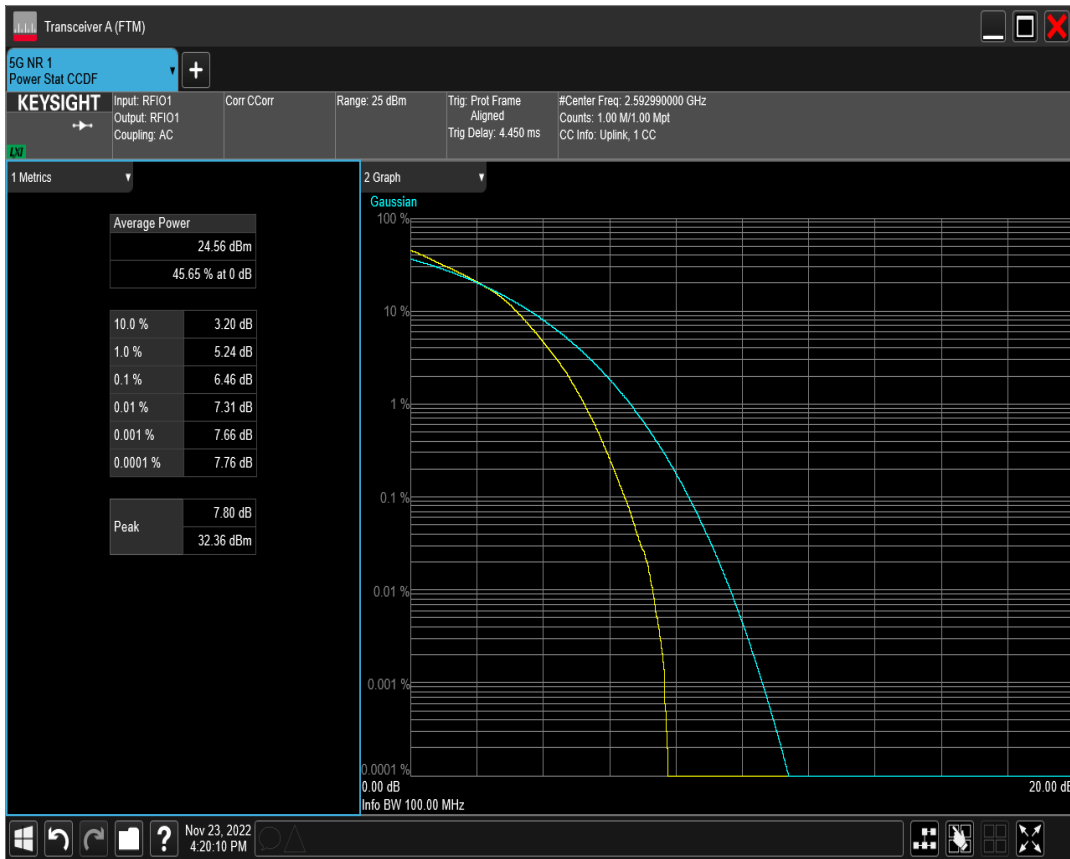 Transceiver A (FTM)
5G NR 1
Power Stat CCDF
+
KEYSIGHT
LXI
Input: RFIO1
Output: RFIO1
Coupling: AC
Corr CCorr
Range: 25 dBm
Trig: Prot Frame
Aligned
Trig Delay: 4.450 ms
#Center Freq: 2.592990000 GHz
Counts: 1.00 M/1.00 Mpt
CC Info: Uplink, 1 CC
1 Metrics
Average Power
24.56 dBm
45.65 % at 0 dB
10.0 % 3.20 dB
1.0 % 5.24 dB
0.1 % 6.46 dB
0.01 % 7.31 dB
0.001 % 7.66 dB
0.0001 % 7.76 dB
Peak 7.80 dB
32.36 dBm
2 Graph
Gaussian
100 %
10 %
1 %
0.1 %
0.01 %
0.001 %
0.0001 %
0.00 dB 20.00 dB
Info BW 100.00 MHz
?
Nov 23, 2022
4:20:10 PM